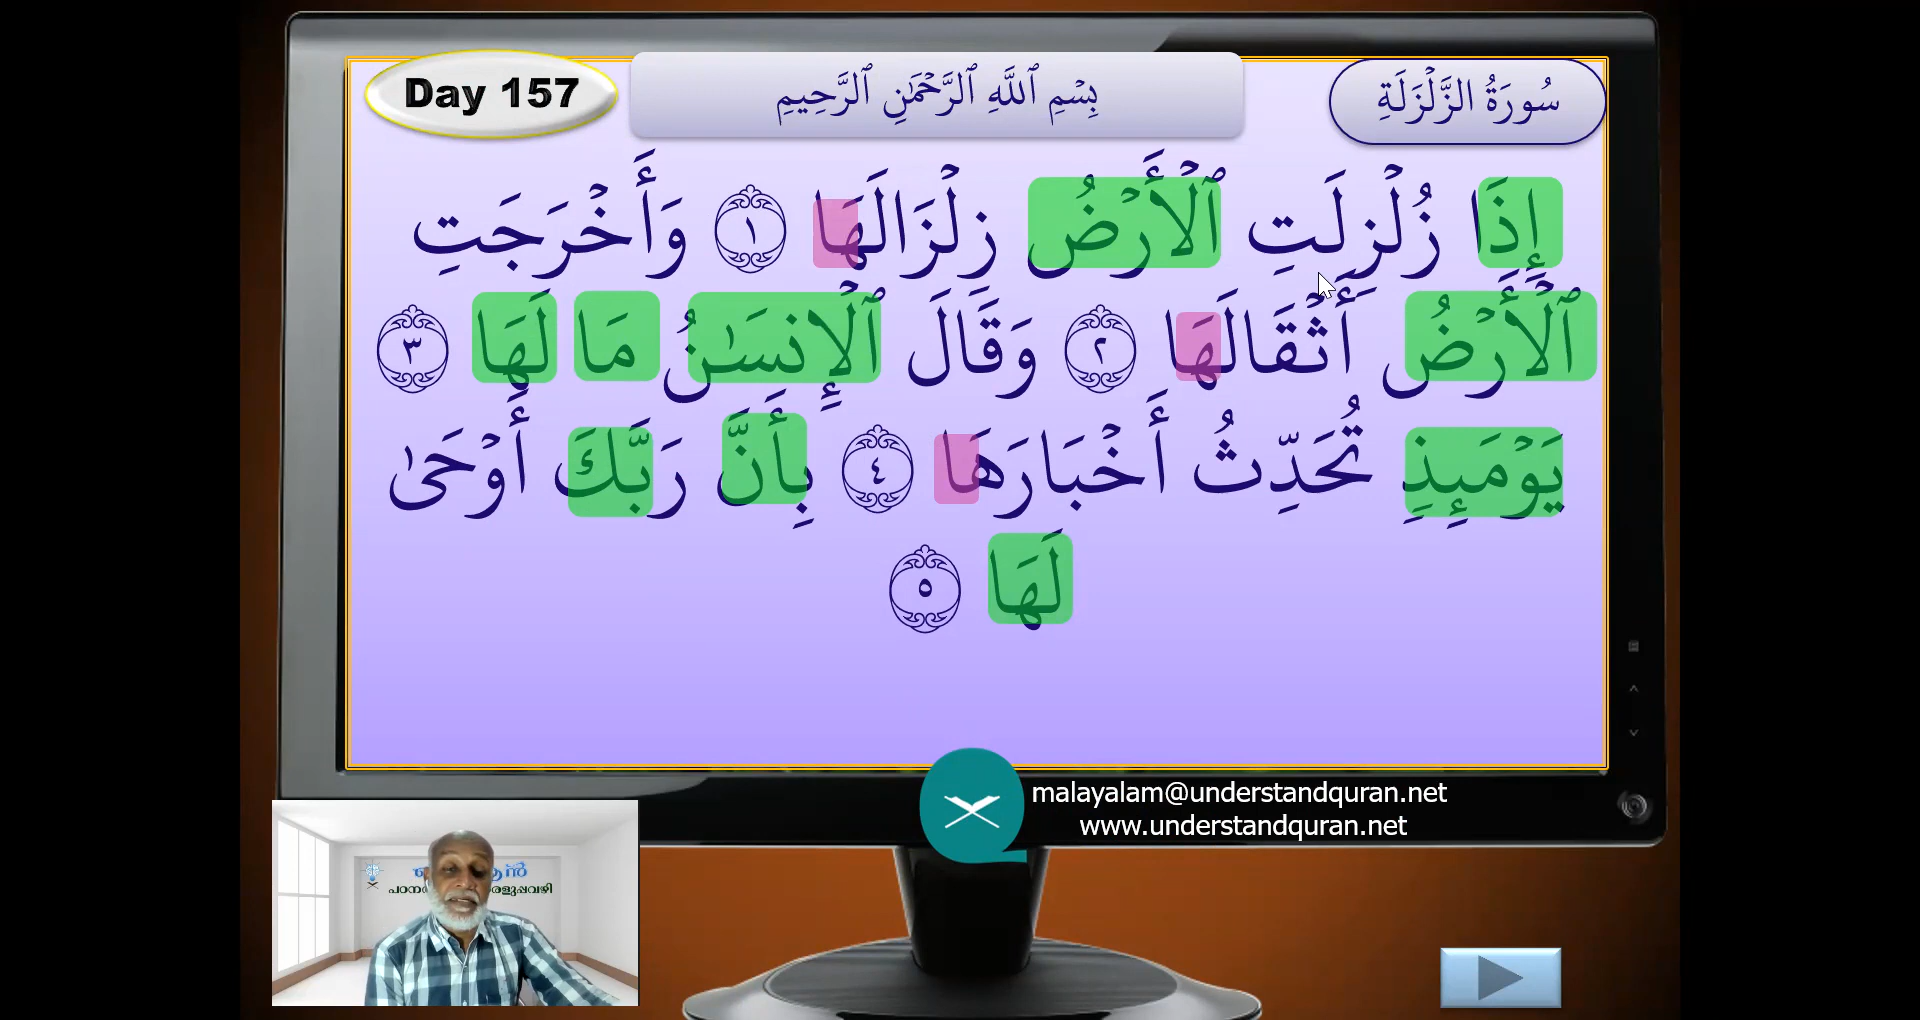 Day 157
بِسْمِ ٱللَّهِ ٱلرَّحْمَٰنِ ٱلرَّحِيمِ
سُورَةُ الزَّلْزَلَةِ
إِذَا زُلْزِلَتِ ٱلْأَرْضُ زِلْزَالَهَا ١ وَأَخْرَجَتِ
ٱلْأَرْضُ أَثْقَالَهَا ٢ وَقَالَ ٱلْإِنسَـٰنُ مَا لَهَا ٣
يَوْمَئِذٍ تُحَدِّثُ أَخْبَارَهَا ٤ بِأَنَّ رَبَّكَ أَوْحَىٰ
لَهَا ٥
malayalam@understandquran.net
www.understandquran.net